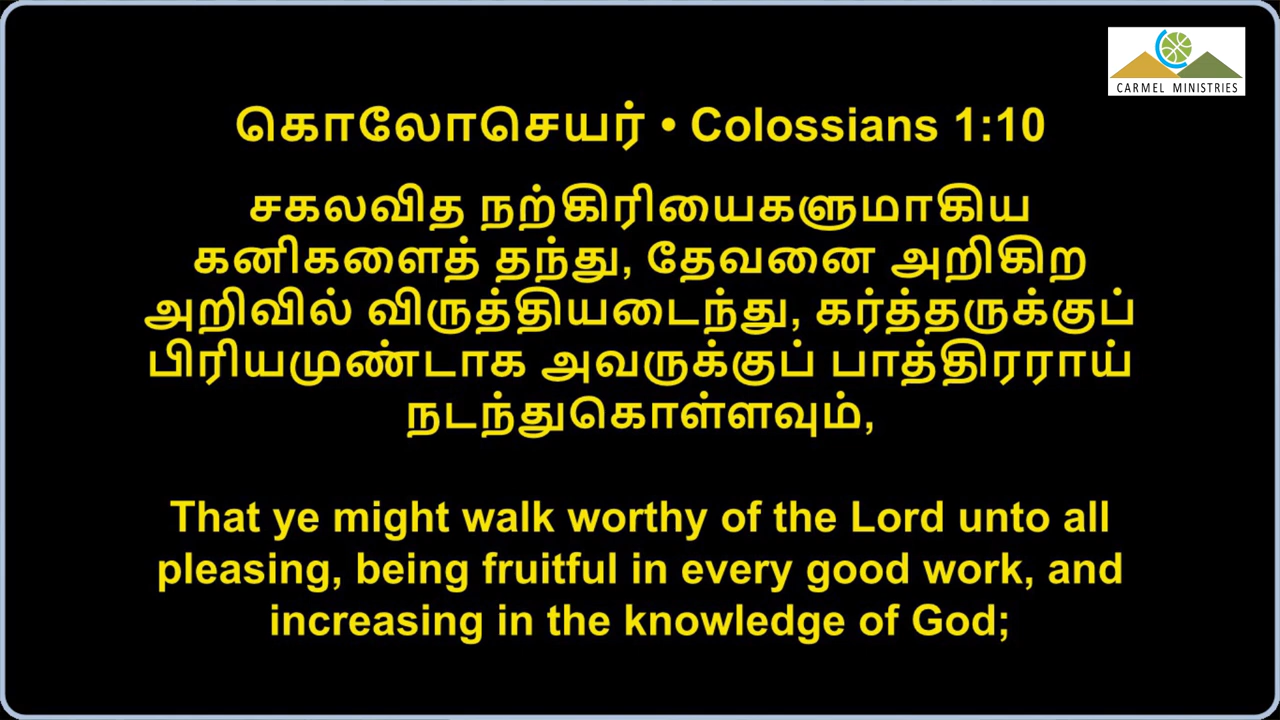 CARMEL MINISTRIES
கொலோசெயர் • Colossians 1:10
சகலவித நற்கிரியைகளுமாகிய
கனிகளைத் தந்து, தேவனை அறிகிற
அறிவில் விருத்தியடைந்து, கர்த்தருக்குப்
பிரியமுண்டாக அவருக்குப் பாத்திரராய்
நடந்துகொள்ளவும்,
That ye might walk worthy of the Lord unto all
pleasing, being fruitful in every good work, and
increasing in the knowledge of God;